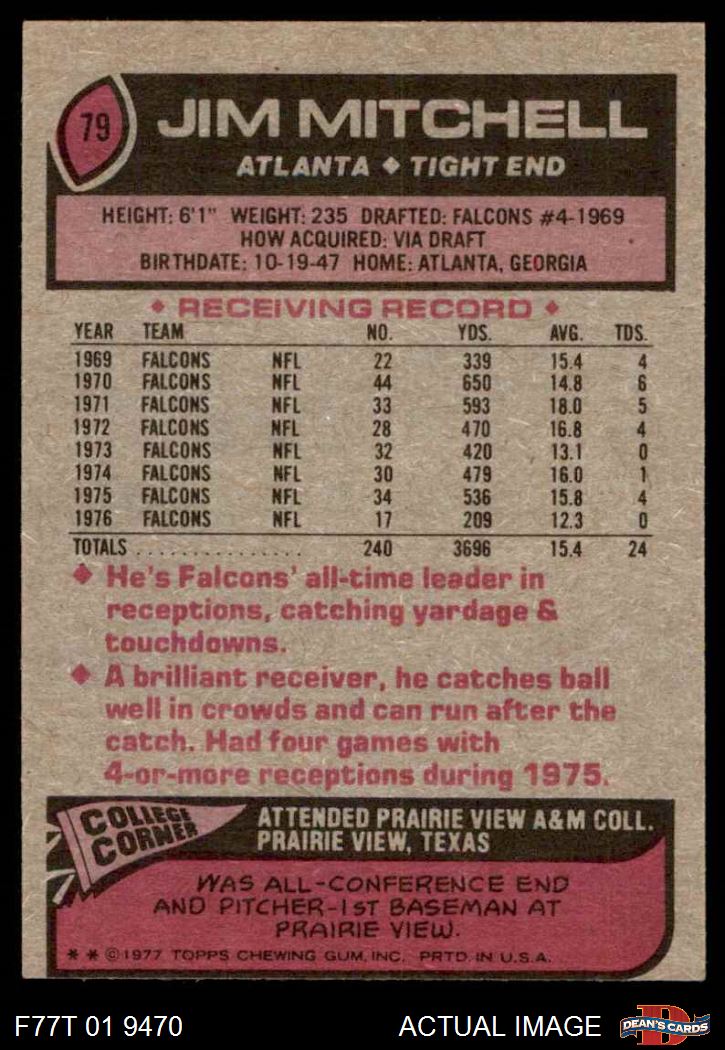 79
JIM MITCHELL
ATLANTA ♦ TIGHT END
HEIGHT: 6'1" WEIGHT: 235 DRAFTED: FALCONS #4-1969
HOW ACQUIRED: VIA DRAFT
BIRTHDATE: 10-19-47 HOME: ATLANTA, GEORGIA
♦ RECEIVING RECORD ♦
YEAR TEAM NO. YDS. AVG. TDS.
1969 FALCONS NFL 22 339 15.4 4
1970 FALCONS NFL 44 650 14.8 6
1971 FALCONS NFL 33 593 18.0 5
1972 FALCONS NFL 28 470 16.8 4
1973 FALCONS NFL 32 420 13.1 0
1974 FALCONS NFL 30 479 16.0 1
1975 FALCONS NFL 34 536 15.8 4
1976 FALCONS NFL 17 209 12.3 0
TOTALS . . . . . . . . . . . . . . . . 240 3696 15.4 24
♦ He's Falcons' all-time leader in
receptions, catching yardage &
touchdowns.
♦ A brilliant receiver, he catches ball
well in crowds and can run after the
catch. Had four games with
4-or-more receptions during 1975.
COLLEGE
CORNER
ATTENDED PRAIRIE VIEW A&M COLL.
PRAIRIE VIEW, TEXAS
WAS ALL-CONFERENCE END
AND PITCHER-1ST BASEMAN AT
PRAIRIE VIEW.
* * © 1977 TOPPS CHEWING GUM, INC. PRTD. IN U.S.A.
F77T 01 9470 ACTUAL IMAGE
D
DEAN'S CARDS